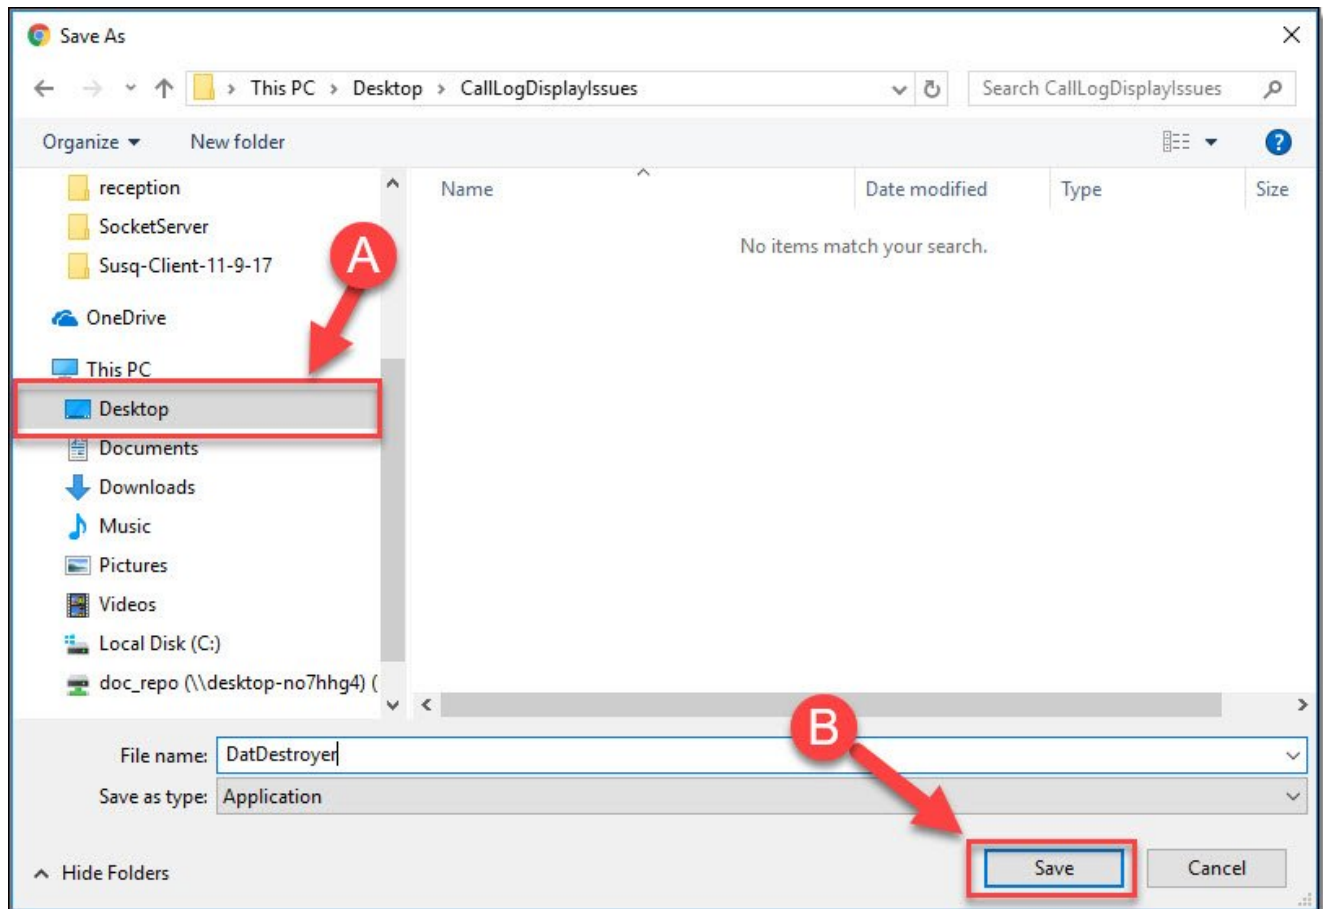 Save As
This PC > Desktop > CallLogDisplayIssues
Search CallLogDisplayIssues
Organize
New folder
?
reception
SocketServer
Susq-Client-11-9-17
A
OneDrive
This PC
Desktop
Documents
Downloads
Music
Pictures
Videos
Local Disk (C:)
doc_repo (\\desktop-no7hhg4) (
Name
Date modified
Type
Size
No items match your search.
B
File name: DatDestroyer
Save as type: Application
Hide Folders
Save
Cancel